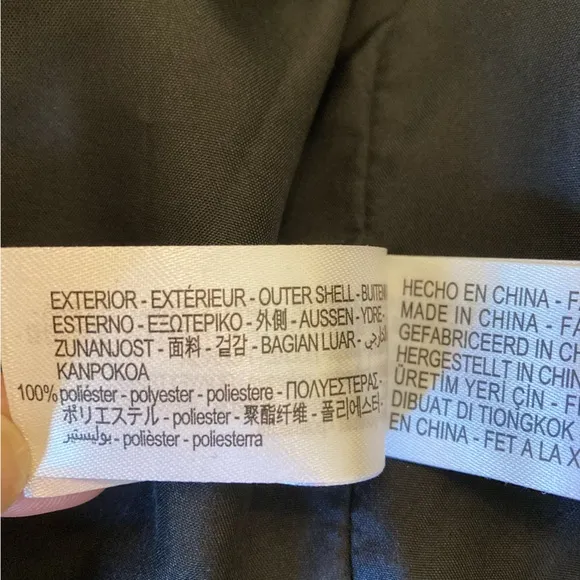 EXTERIOR - EXTÉRIEUR - OUTER SHELL -
ESTERNO - ΕΞΩΤΕΡΙΚΟ - 外側 - AUSSEN - YDRE -
ZUNANJOST - 面料 - 겉감 - BAGIAN LUAR -
KANPOKOA
100% poliéster - polyester - poliestere - ΠΟΛΥΕΣΤΕΡΑΣ -
ポリエステル - poliester - 聚酯纤维 - 폴리에스터 -
بوليستير - polièster - poliesterra
HECHO EN CHINA -
MADE IN CHINA -
GEFABRICEERD IN
HERGESTELLT IN
ÜRETİM YERİ ÇİN -
DIBUAT DI TIONGKOK
EN CHINA - FET A LA